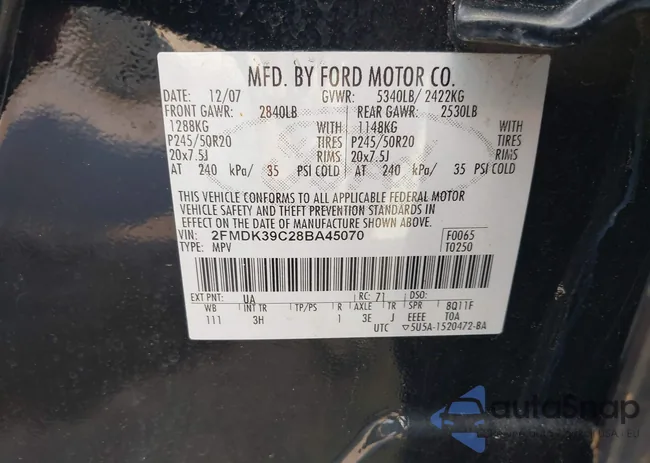 MFD. BY FORD MOTOR CO.
DATE: 12/07 GVWR: 5340LB/ 2422KG
FRONT GAWR: 2840LB REAR GAWR: 2530LB
1288KG WITH 1148KG WITH
P245/50R20 TIRES P245/50R20 TIRES
20x7.5J RIMS 20x7.5J RIMS
AT 240 kPa/ 35 PSI COLD AT 240 kPa/ 35 PSI COLD
THIS VEHICLE CONFORMS TO ALL APPLICABLE FEDERAL MOTOR
VEHICLE SAFETY AND THEFT PREVENTION STANDARDS IN
EFFECT ON THE DATE OF MANUFACTURE SHOWN ABOVE.
VIN: 2FMDK39C28BA45070 F0065
TYPE: MPV T0250
EXT PNT: UA RC: 71 DSO:
WB INT TR TP/PS R AXLE TR SPR 8Q11F
111 3H 1 3E J EEEE T0A
UTC ▽5U5A-1520472-BA
autoSnap